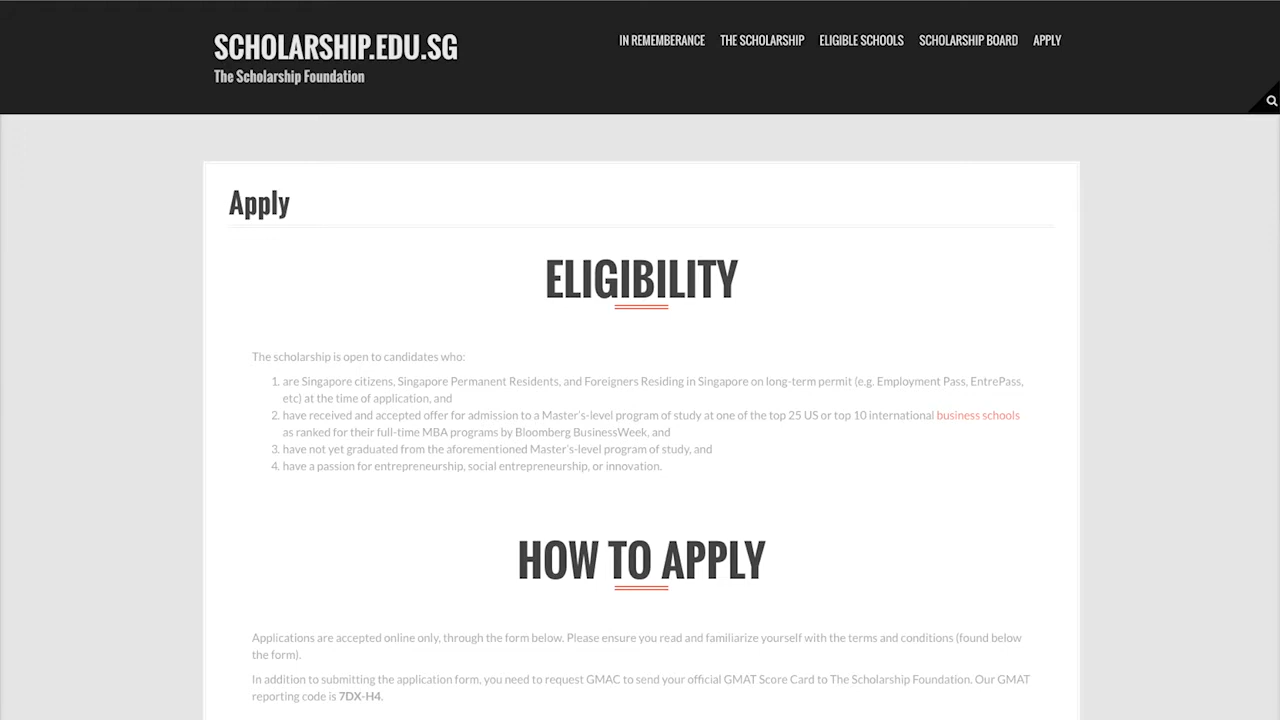 SCHOLARSHIP.EDU.SG
The Scholarship Foundation
IN REMEMBERANCE THE SCHOLARSHIP ELIGIBLE SCHOOLS SCHOLARSHIP BOARD APPLY
Apply
ELIGIBILITY
The scholarship is open to candidates who:
1. are Singapore citizens, Singapore Permanent Residents, and Foreigners Residing in Singapore on long-term permit (e.g. Employment Pass, EntrePass,
etc) at the time of application, and
2. have received and accepted offer for admission to a Master's-level program of study at one of the top 25 US or top 10 international business schools
as ranked for their full-time MBA programs by Bloomberg BusinessWeek, and
3. have not yet graduated from the aforementioned Master's-level program of study, and
4. have a passion for entrepreneurship, social entrepreneurship, or innovation.
HOW TO APPLY
Applications are accepted online only, through the form below. Please ensure you read and familiarize yourself with the terms and conditions (found below
the form).
In addition to submitting the application form, you need to request GMAC to send your official GMAT Score Card to The Scholarship Foundation. Our GMAT
reporting code is 7DX-H4.